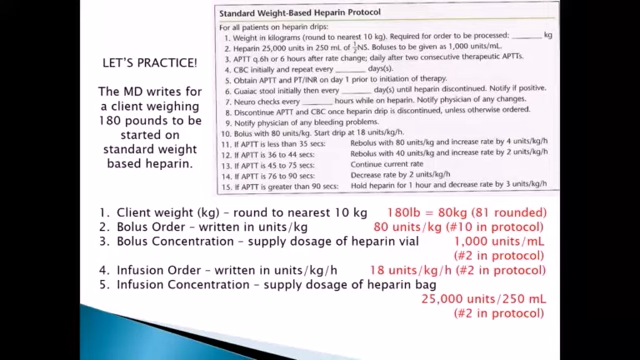 Standard Weight-Based Heparin Protocol
For all patients on heparin drips:
1. Weight in kilograms (round to nearest 10 kg). Required for order to be processed: ______ kg
2. Heparin 25,000 units in 250 mL of ½NS. Boluses to be given as 1,000 units/mL.
3. APTT q.6h or 6 hours after rate change; daily after two consecutive therapeutic APTTs.
4. CBC initially and repeat every ______ days(s).
5. Obtain APTT and PT/INR on day 1 prior to initiation of therapy.
6. Guaiac stool initially then every ______ day(s) until heparin discontinued. Notify if positive.
7. Neuro checks every ______ hours while on heparin. Notify physician of any changes.
8. Discontinue APTT and CBC once heparin drip is discontinued, unless otherwise ordered.
9. Notify physician of any bleeding problems.
10. Bolus with 80 units/kg. Start drip at 18 units/kg/h.
11. If APTT is less than 35 secs: Rebolus with 80 units/kg and increase rate by 4 units/kg/h
12. If APTT is 36 to 44 secs: Rebolus with 40 units/kg and increase rate by 2 units/kg/h
13. If APTT is 45 to 75 secs: Continue current rate
14. If APTT is 76 to 90 secs: Decrease rate by 2 units/kg/h
15. If APTT is greater than 90 secs: Hold heparin for 1 hour and decrease rate by 3 units/kg/h
LET'S PRACTICE!
The MD writes for
a client weighing
180 pounds to be
started on
standard weight
based heparin.
1. Client weight (kg) – round to nearest 10 kg 180lb = 80kg (81 rounded)
2. Bolus Order – written in units/kg 80 units/kg (#10 in protocol)
3. Bolus Concentration – supply dosage of heparin vial 1,000 units/mL
(#2 in protocol)
4. Infusion Order – written in units/kg/h 18 units/kg/h (#2 in protocol)
5. Infusion Concentration – supply dosage of heparin bag
25,000 units/250 mL
(#2 in protocol)